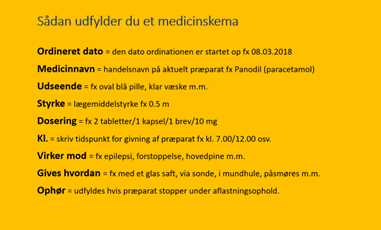 Sådan udfylder du et medicinskema
Ordineret dato = den dato ordinationen er startet op fx 08.03.2018
Medicinnavn = handelsnavn på aktuelt præparat fx Panodil (paracetamol)
Udseende = fx oval blå pille, klar væske m.m.
Styrke = lægemiddelstyrke fx 0.5 m
Dosering = fx 2 tabletter/1 kapsel/1 brev/10 mg
Kl. = skriv tidspunkt for givning af præparat fx kl. 7.00/12.00 osv.
Virker mod = fx epilepsi, forstoppelse, hovedpine m.m.
Gives hvordan = fx med et glas saft, via sonde, i mundhule, påsmøres m.m.
Ophør = udfyldes hvis præparat stopper under aflastningsophold.